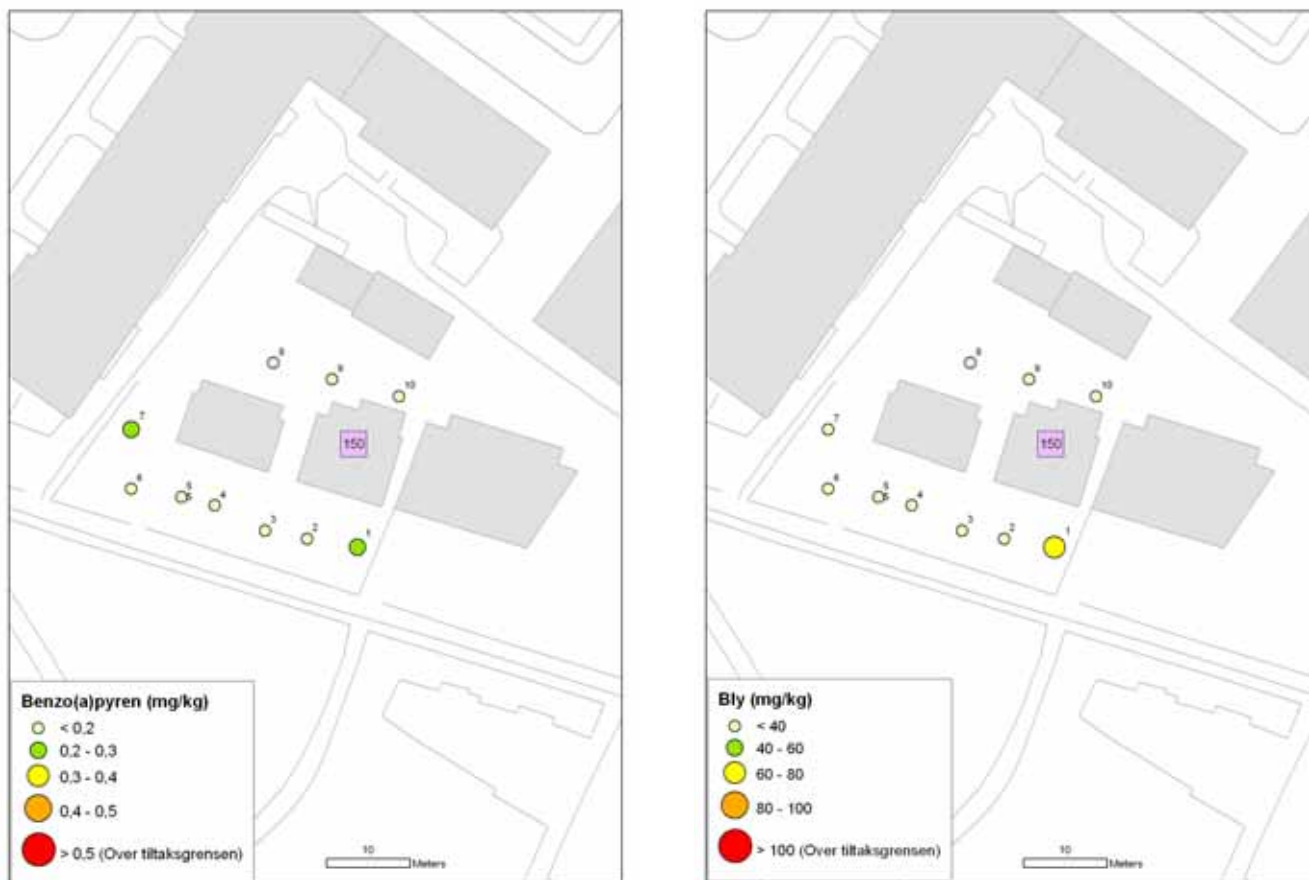 8
9
10
7
150
6
5
4
3
2
1
Benzo(a)pyren (mg/kg)
< 0,2
0,2 - 0,3
0,3 - 0,4
0,4 - 0,5
> 0,5 (Over tiltaksgrensen)
10
Meters
8
9
10
7
150
6
5
4
3
2
1
Bly (mg/kg)
< 40
40 - 60
60 - 80
80 - 100
> 100 (Over tiltaksgrensen)
10
Meters